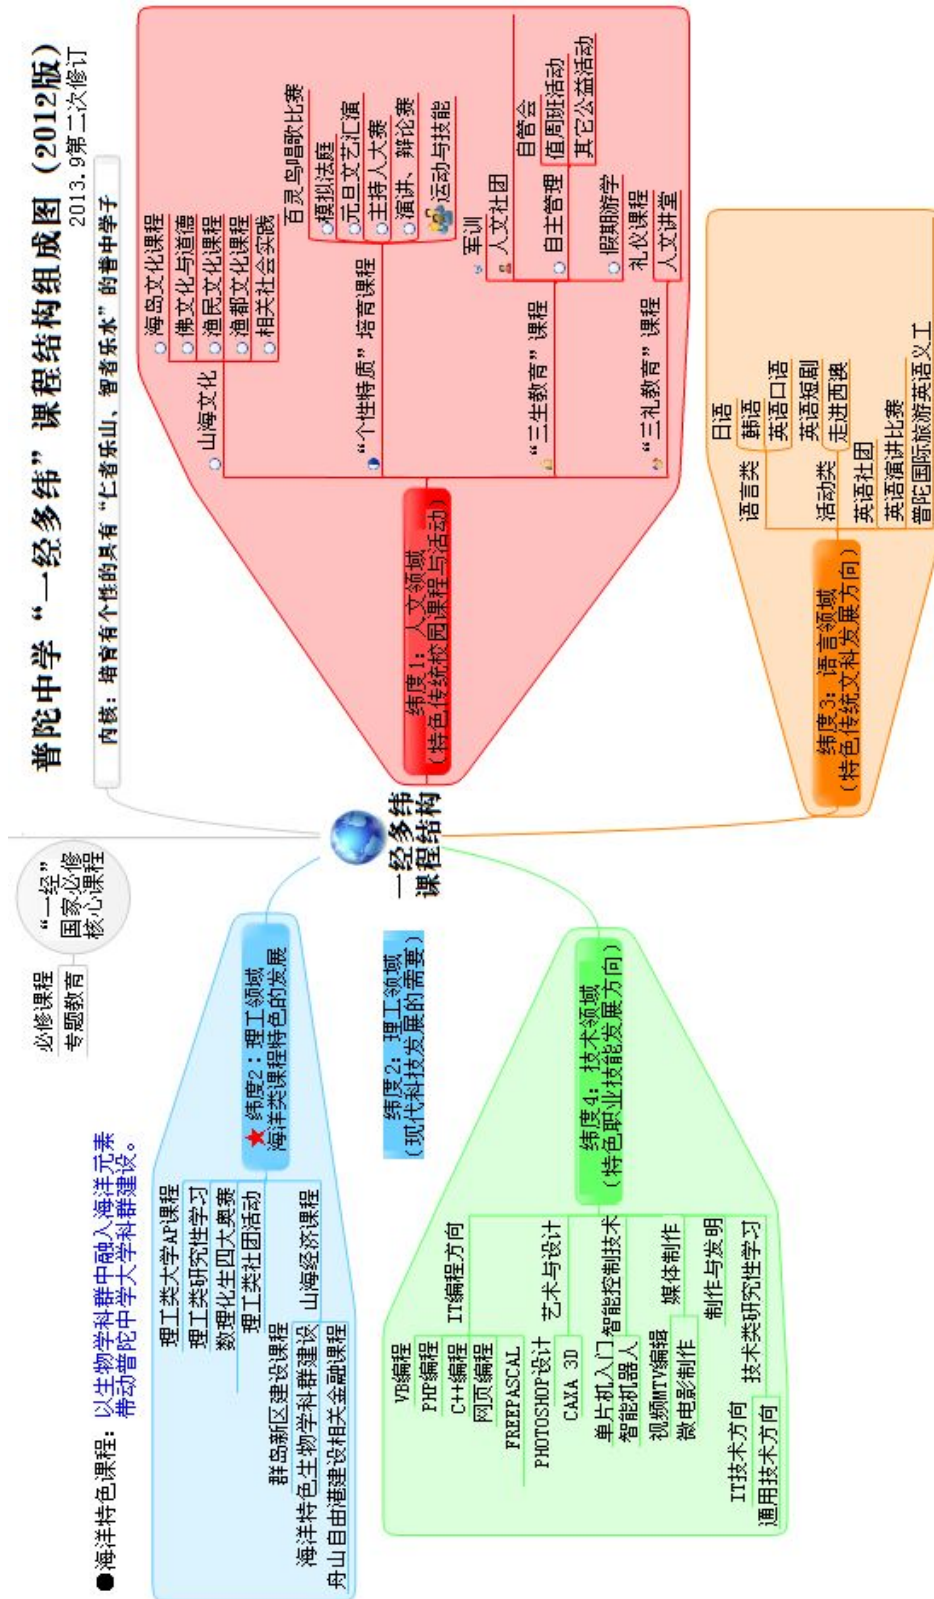 普陀中学“一经多纬”课程结构组成图（2012版）
2013.9第二次修订
内核：培育有个性的具有“仁者乐山、智者乐水”的普中学子
“一经”
国家必修
核心课程
必修课程
专题教育
●海洋特色课程：以生物学科群中融入海洋元素
带动普陀中学大学科群建设。
一经多纬
课程结构
纬度1：人文领域
（特色传统校园课程与活动）
山海文化
海岛文化课程
佛文化与道德
渔民文化课程
渔都文化课程
相关社会实践
“个性特质”培育课程
百灵鸟唱歌比赛
模拟法庭
元旦文艺汇演
主持人大赛
演讲、辩论赛
运动与技能
“三生教育”课程
军训
人文社团
自主管理
自管会
值周班活动
其它公益活动
假期游学
“三礼教育”课程
礼仪课程
人文讲堂
★纬度2：理工领域
海洋类课程特色的发展
理工类大学AP课程
理工类研究性学习
数理化生四大奥赛
理工类社团活动
山海经济课程
群岛新区建设课程
海洋特色生物学科群建设
舟山自由港建设相关金融课程
纬度2：理工领域
（现代科技发展的需要）
纬度3：语言领域
（特色传统文科发展方向）
语言类
日语
韩语
英语口语
活动类
英语短剧
走进西澳
英语社团
英语演讲比赛
普陀国际旅游英语义工
纬度4：技术领域
（特色职业技能发展方向）
IT编程方向
VB编程
PHP编程
C++编程
网页编程
FREEPASCAL
艺术与设计
PHOTOSHOP设计
CAXA 3D
智能控制技术
单片机入门
智能机器人
媒体制作
视频MTV编辑
微电影制作
制作与发明
技术类研究性学习
IT技术方向
通用技术方向